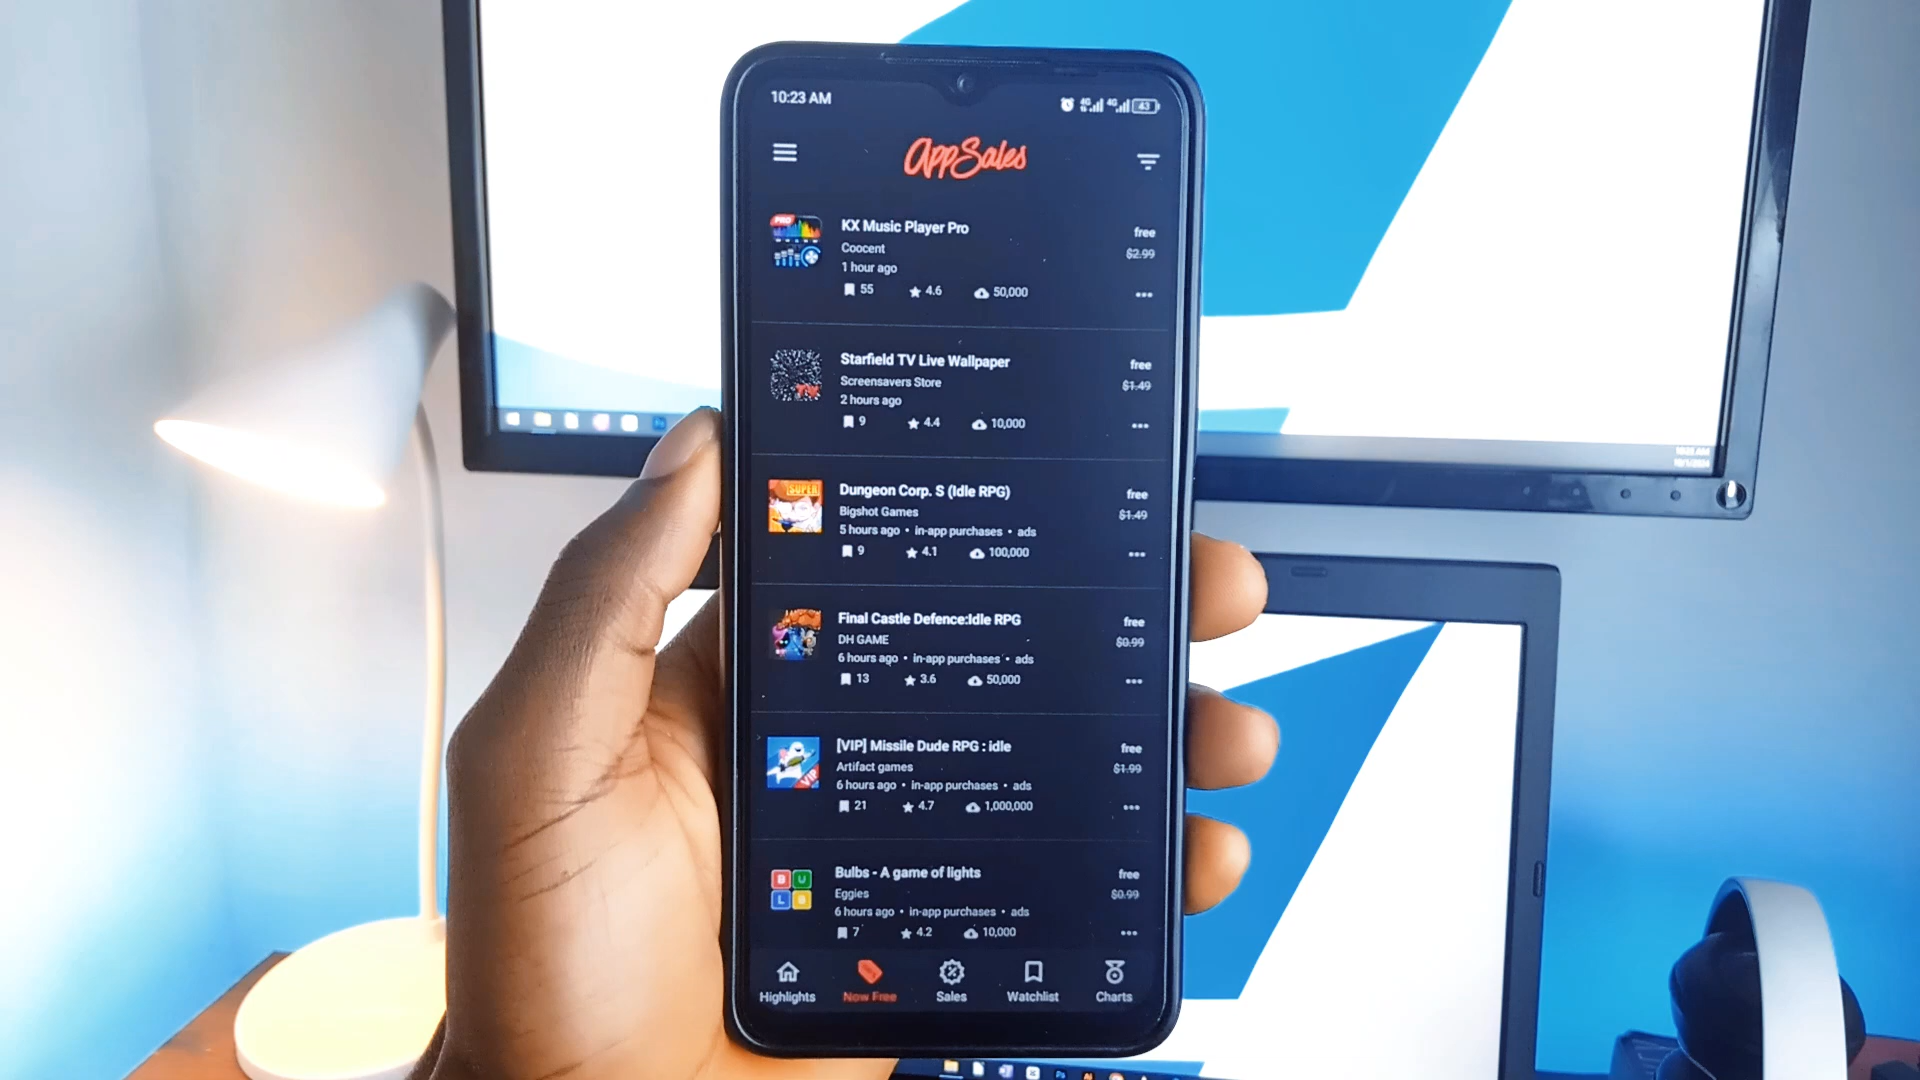 10:23 AM
4G 4G 43
AppSales
PRO
KX Music Player Pro
free
Coocent
$2.99
1 hour ago
55 4.6 50,000
Starfield TV Live Wallpaper
free
Screensavers Store
$1.49
2 hours ago
9 4.4 10,000
SUPER
Dungeon Corp. S (Idle RPG)
free
Bigshot Games
$1.49
5 hours ago • in-app purchases • ads
9 4.1 100,000
Final Castle Defence:Idle RPG
free
DH GAME
$0.99
6 hours ago • in-app purchases • ads
13 3.6 50,000
[VIP] Missile Dude RPG : idle
free
Artifact games
$1.99
VIP
6 hours ago • in-app purchases • ads
21 4.7 1,000,000
Bulbs - A game of lights
free
B U
L B
Eggies
$0.99
6 hours ago • in-app purchases • ads
7 4.2 10,000
Highlights Now Free Sales Watchlist Charts